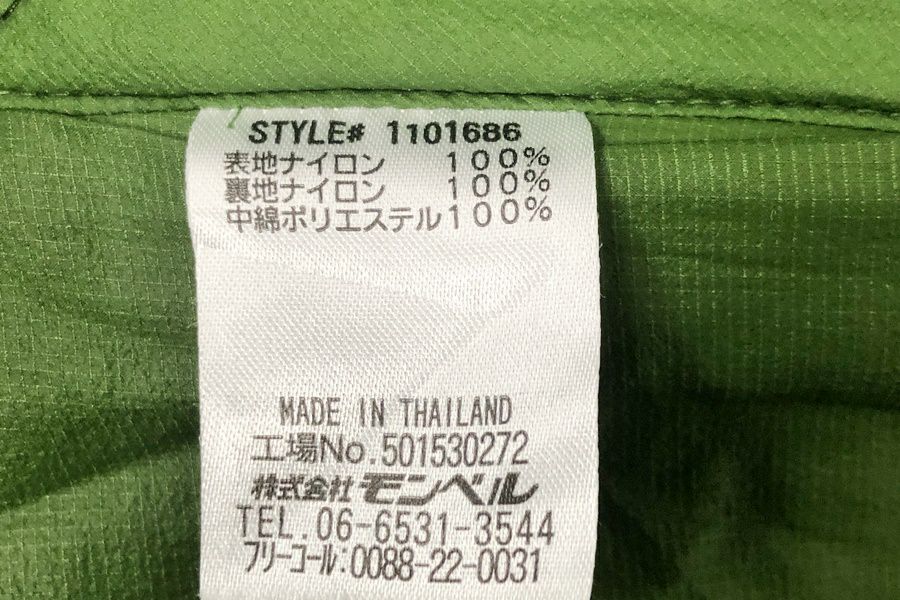 STYLE# 1101686
表地ナイロン 100%
裏地ナイロン 100%
中綿ポリエステル100%
MADE IN THAILAND
工場No.501530272
株式会社モンベル
TEL.06-6531-3544
フリーコール:0088-22-0031